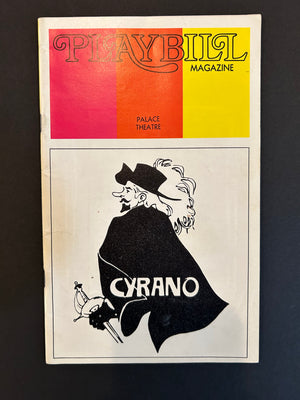 PLAYBILL
MAGAZINE
PALACE
THEATRE
CYRANO